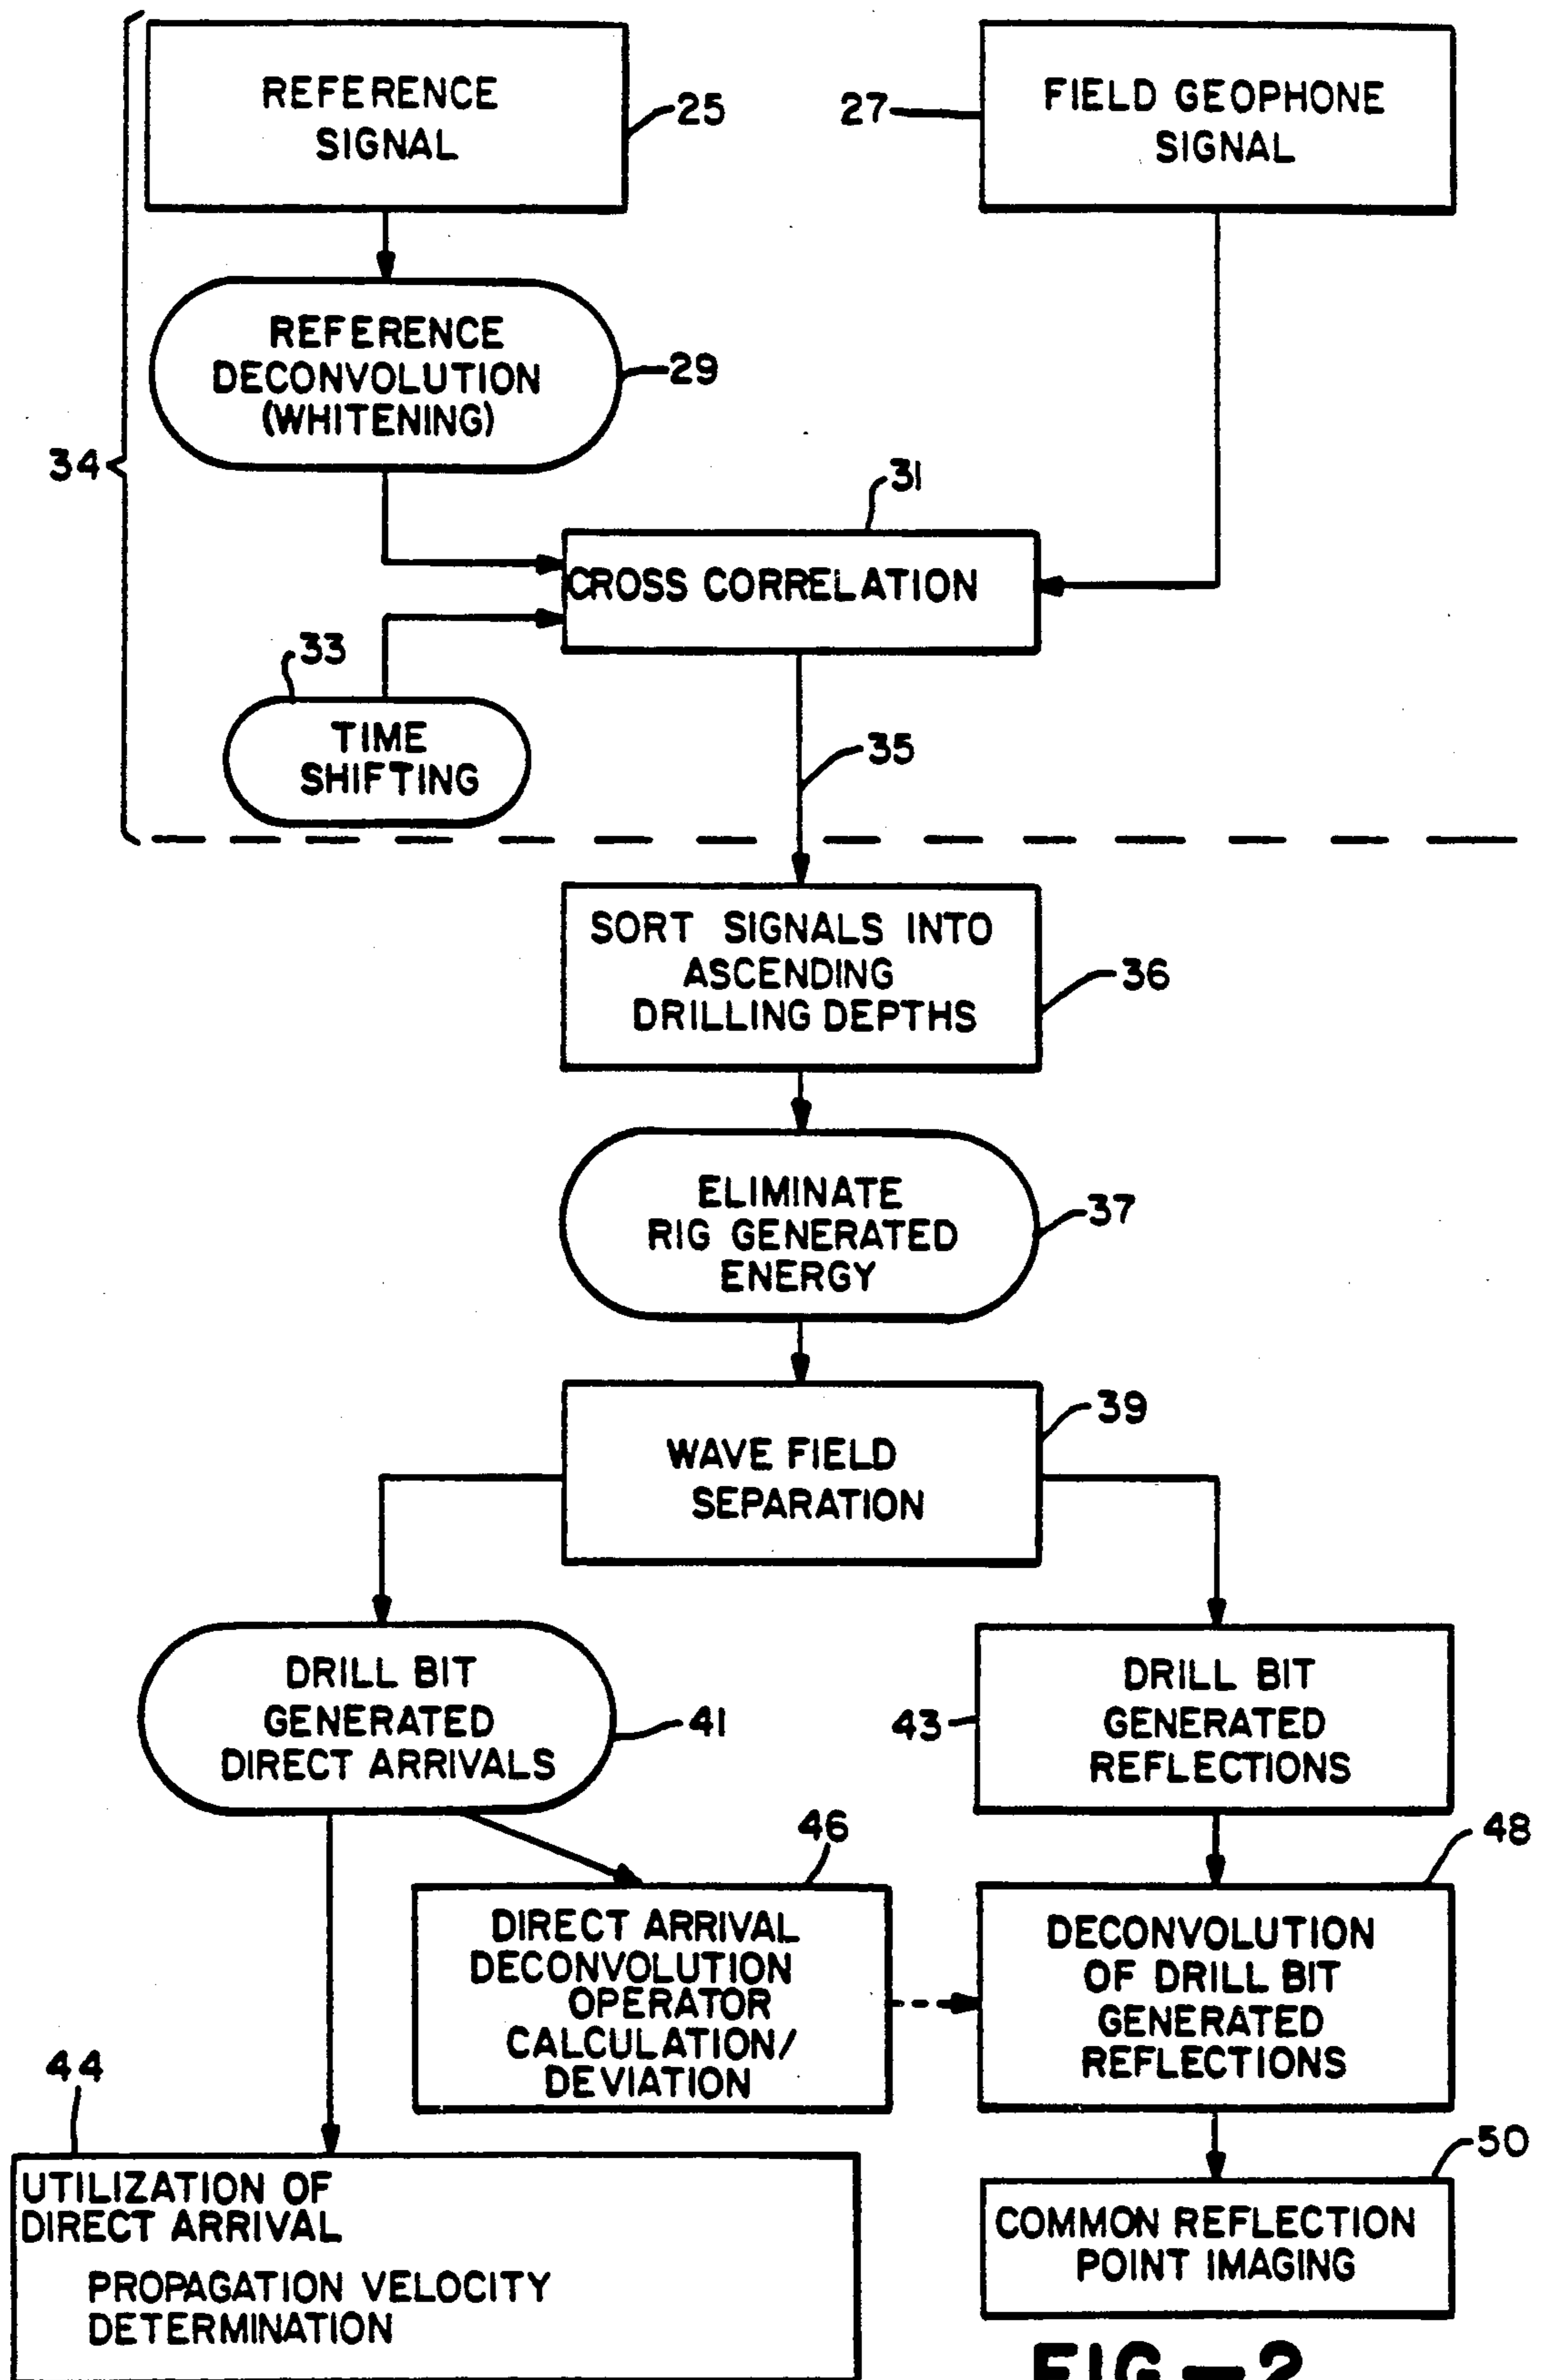 REFERENCE
SIGNAL
25
27
FIELD GEOPHONE
SIGNAL
REFERENCE
DECONVOLUTION
(WHITENING)
29
34
31
CROSS CORRELATION
33
TIME
SHIFTING
35
SORT SIGNALS INTO
ASCENDING
DRILLING DEPTHS
36
ELIMINATE
RIG GENERATED
ENERGY
37
39
WAVE FIELD
SEPARATION
DRILL BIT
GENERATED
DIRECT ARRIVALS
41
43
DRILL BIT
GENERATED
REFLECTIONS
46
48
DIRECT ARRIVAL
DECONVOLUTION
OPERATOR
CALCULATION/
DEVIATION
DECONVOLUTION
OF DRILL BIT
GENERATED
REFLECTIONS
44
50
UTILIZATION OF
DIRECT ARRIVAL
PROPAGATION VELOCITY
DETERMINATION
COMMON REFLECTION
POINT IMAGING
FIG-2